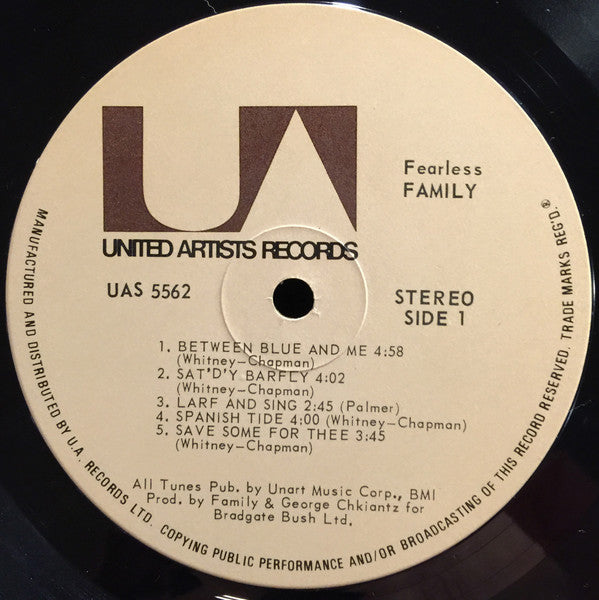 UA
UNITED ARTISTS RECORDS
Fearless
FAMILY
UAS 5562
STEREO
SIDE 1
1. BETWEEN BLUE AND ME 4:58
(Whitney-Chapman)
2. SAT'D'Y BARFLY 4:02
(Whitney-Chapman)
3. LARF AND SING 2:45 (Palmer)
4. SPANISH TIDE 4:00 (Whitney-Chapman)
5. SAVE SOME FOR THEE 3:45
(Whitney-Chapman)
All Tunes Pub. by Unart Music Corp., BMI
Prod. by Family & George Chkiantz for
Bradgate Bush Ltd.
MANUFACTURED AND DISTRIBUTED BY U.A. RECORDS LTD. COPYING PUBLIC PERFORMANCE AND/OR BROADCASTING OF THIS RECORD RESERVED. TRADE MARKS REG'D.®